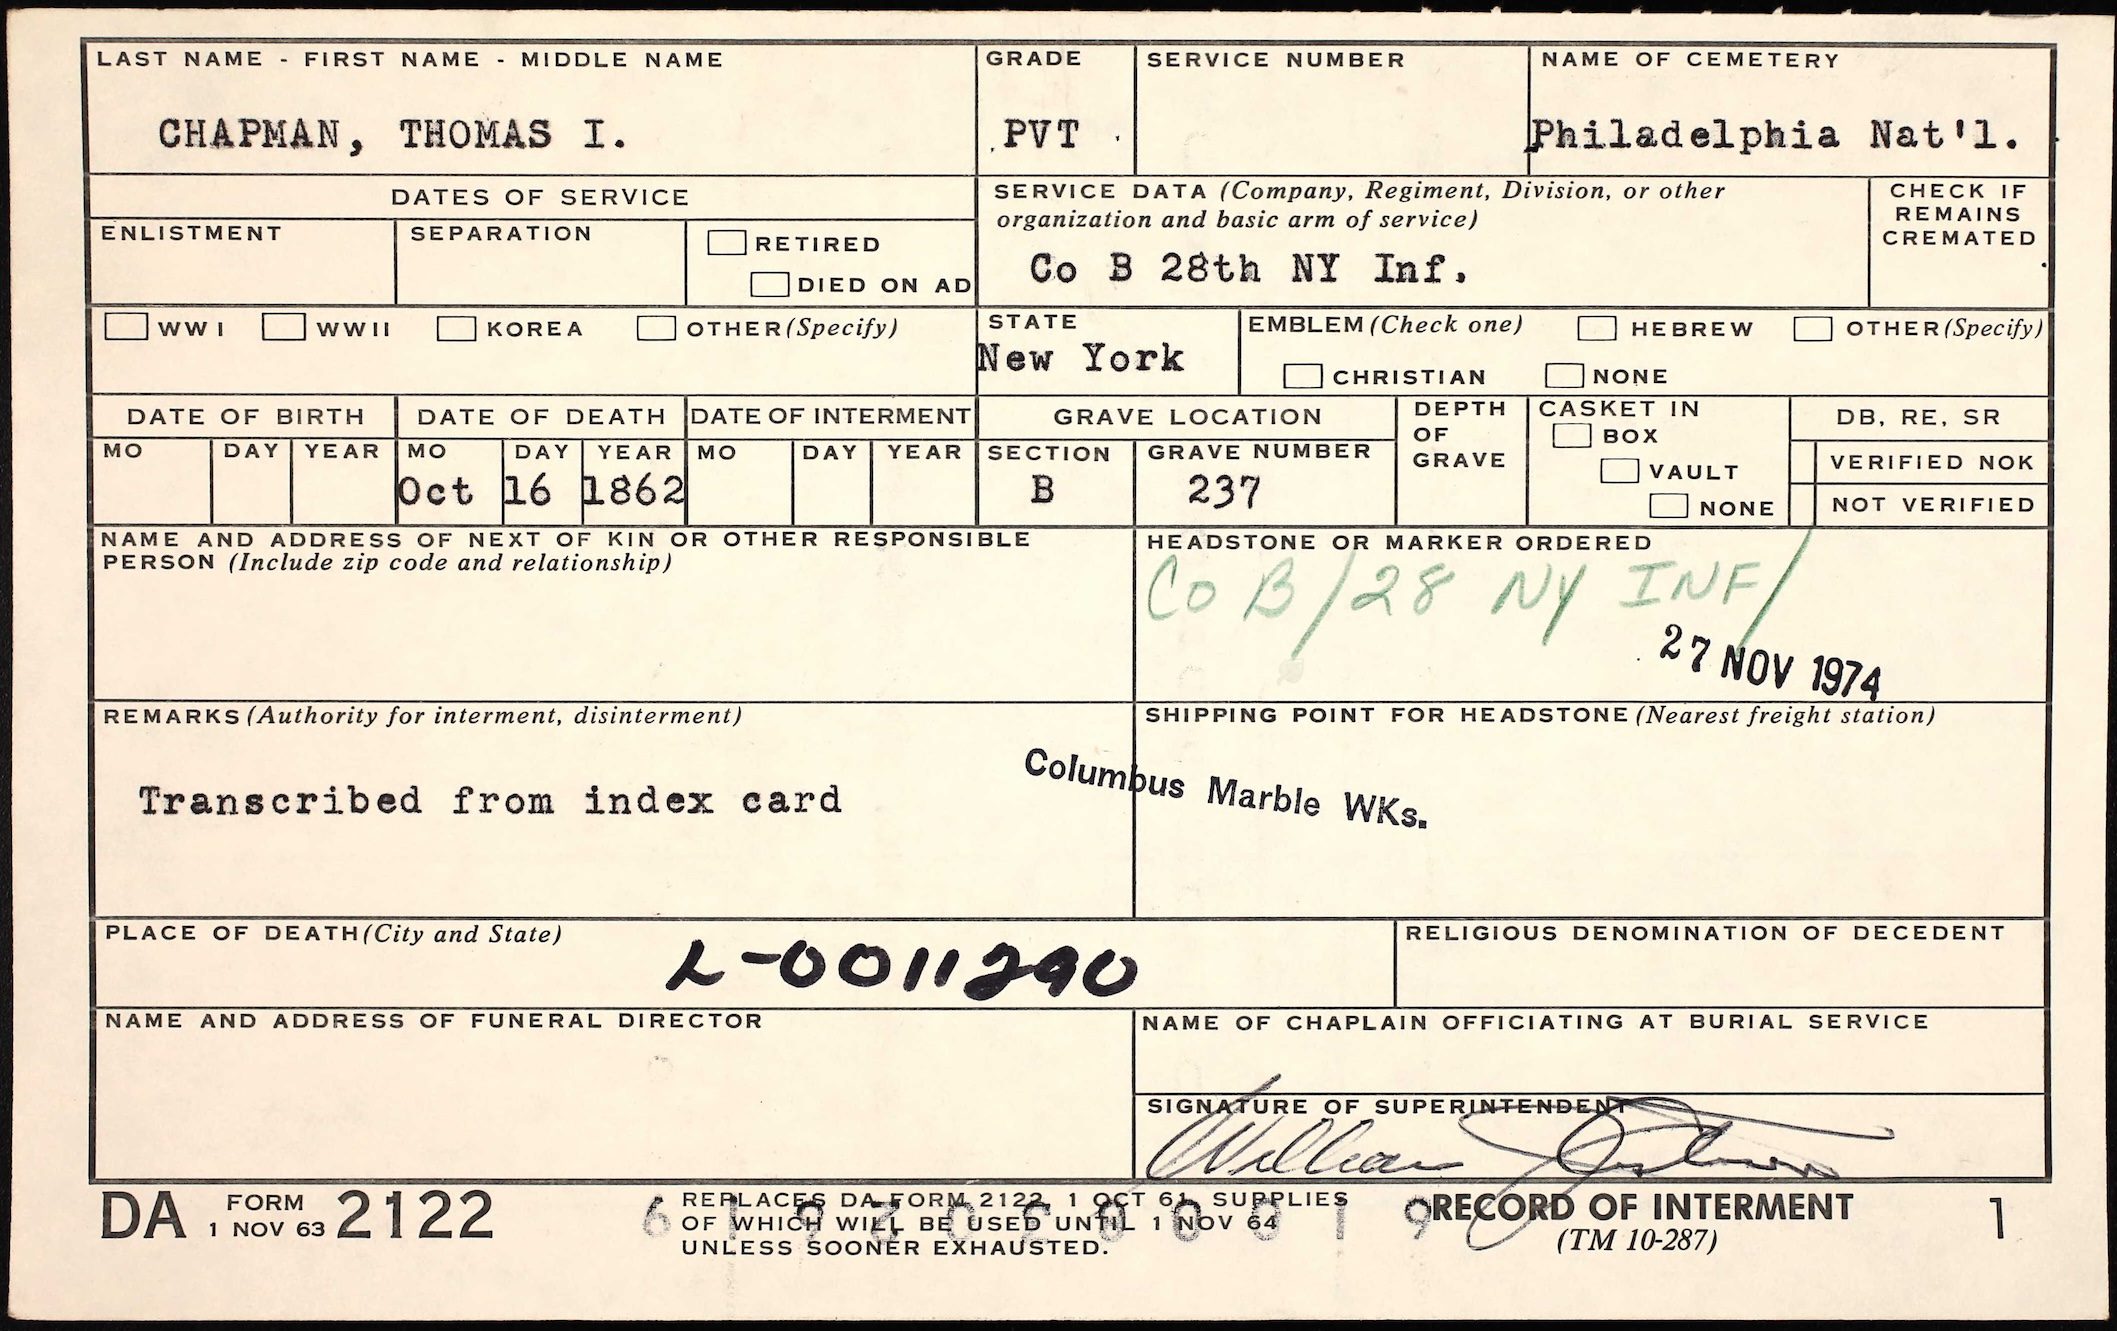 LAST NAME - FIRST NAME - MIDDLE NAME
CHAPMAN, THOMAS I.
GRADE
PVT
SERVICE NUMBER
NAME OF CEMETERY
Philadelphia Nat'l.
DATES OF SERVICE
ENLISTMENT
SEPARATION
RETIRED
DIED ON AD
SERVICE DATA (Company, Regiment, Division, or other
organization and basic arm of service)
Co B 28th NY Inf.
CHECK IF
REMAINS
CREMATED
WW I WW II KOREA OTHER (Specify)
STATE
New York
EMBLEM (Check one) HEBREW OTHER (Specify)
CHRISTIAN NONE
DATE OF BIRTH
MO DAY YEAR
DATE OF DEATH
MO DAY YEAR
Oct 16 1862
DATE OF INTERMENT
MO DAY YEAR
GRAVE LOCATION
SECTION
B
GRAVE NUMBER
237
DEPTH
OF
GRAVE
CASKET IN
BOX
VAULT
NONE
DB, RE, SR
VERIFIED NOK
NOT VERIFIED
NAME AND ADDRESS OF NEXT OF KIN OR OTHER RESPONSIBLE
PERSON (Include zip code and relationship)
HEADSTONE OR MARKER ORDERED
Co B / 28 NY INF /
27 NOV 1974
REMARKS (Authority for interment, disinterment)
Transcribed from index card
SHIPPING POINT FOR HEADSTONE (Nearest freight station)
Columbus Marble WKs.
PLACE OF DEATH (City and State)
L-0011290
RELIGIOUS DENOMINATION OF DECEDENT
NAME AND ADDRESS OF FUNERAL DIRECTOR
NAME OF CHAPLAIN OFFICIATING AT BURIAL SERVICE
SIGNATURE OF SUPERINTENDENT
William
DA FORM 2122
1 NOV 63
REPLACES DA FORM 2122, 1 OCT 61, SUPPLIES
OF WHICH WILL BE USED UNTIL 1 NOV 64
UNLESS SOONER EXHAUSTED.
RECORD OF INTERMENT
(TM 10-287)
1